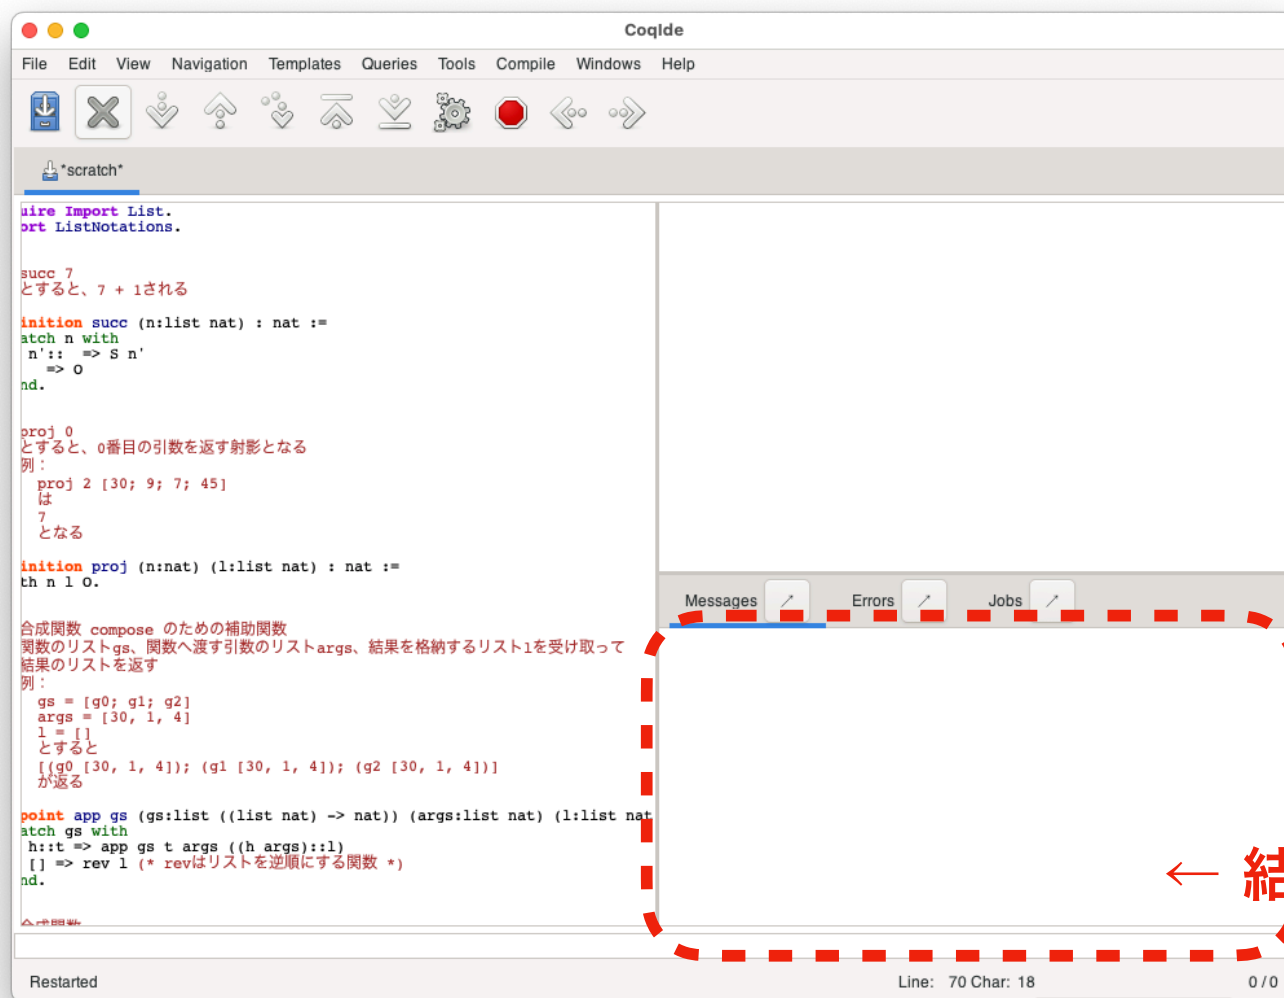 CoqIde
File Edit View Navigation Templates Queries Tools Compile Windows Help
*scratch*
uire Import List.
ort ListNotations.
succ 7
とすると、7 + 1される
inition succ (n:list nat) : nat :=
atch n with
n':: => S n'
=> O
nd.
proj 0
とすると、0番目の引数を返す射影となる
例：
proj 2 [30; 9; 7; 45]
は
7
となる
inition proj (n:nat) (l:list nat) : nat :=
th n l O.
合成関数 compose のための補助関数
関数のリストgs、関数へ渡す引数のリストargs、結果を格納するリストlを受け取って
結果のリストを返す
例：
gs = [g0; g1; g2]
args = [30, 1, 4]
l = []
とすると
[(g0 [30, 1, 4]); (g1 [30, 1, 4]); (g2 [30, 1, 4])]
が返る
point app gs (gs:list ((list nat) -> nat)) (args:list nat) (l:list nat
atch gs with
h::t => app gs t args ((h args)::l)
[] => rev l (* revはリストを逆順にする関数 *)
nd.
Messages Errors Jobs
← 結
Restarted
Line: 70 Char: 18
0 / 0